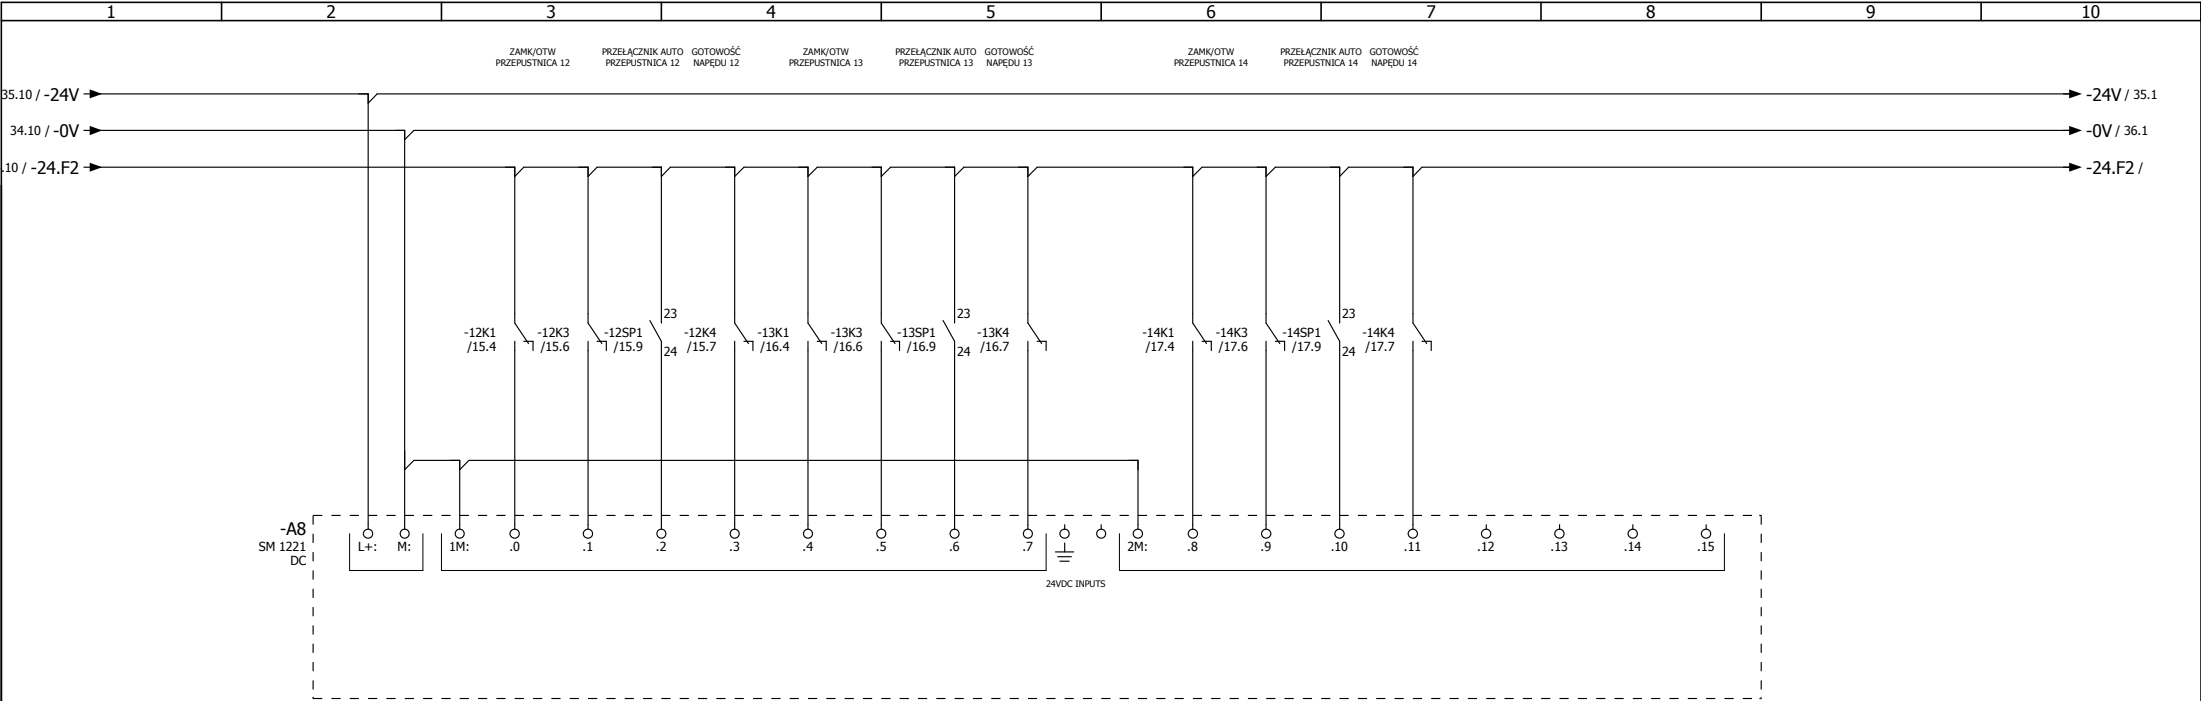 1 2 3 4 5 6 7 8 9 10
ZAMK/OTW
PRZEPUSTNICA 12
PRZEŁĄCZNIK AUTO
PRZEPUSTNICA 12
GOTOWOŚĆ
NAPĘDU 12
ZAMK/OTW
PRZEPUSTNICA 13
PRZEŁĄCZNIK AUTO
PRZEPUSTNICA 13
GOTOWOŚĆ
NAPĘDU 13
ZAMK/OTW
PRZEPUSTNICA 14
PRZEŁĄCZNIK AUTO
PRZEPUSTNICA 14
GOTOWOŚĆ
NAPĘDU 14
35.10 / -24V
-24V / 35.1
34.10 / -0V
-0V / 36.1
.10 / -24.F2
-24.F2 /
-12K1
/15.4
-12K3
/15.6
-12SP1
/15.9
23
24
-12K4
/15.7
-13K1
/16.4
-13K3
/16.6
-13SP1
/16.9
23
24
-13K4
/16.7
-14K1
/17.4
-14K3
/17.6
-14SP1
/17.9
23
24
-14K4
/17.7
-A8
SM 1221
DC
L+: M: 1M: .0 .1 .2 .3 .4 .5 .6 .7 2M: .8 .9 .10 .11 .12 .13 .14 .15
24VDC INPUTS